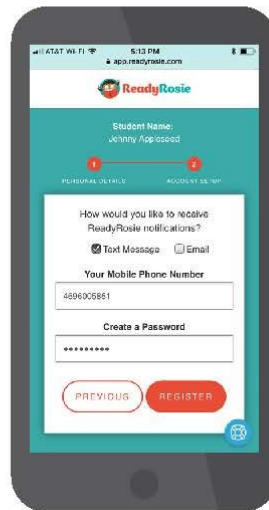 AT&T Wi-Fi 5:13 PM
app.readyrosie.com
ReadyRosie
Student Name:
Johnny Appleseed
1 2
PERSONAL DETAILS ACCOUNT SETUP
How would you like to receive
ReadyRosie notifications?
Text Message Email
Your Mobile Phone Number
4696005851
Create a Password
•••••••••
PREVIOUS REGISTER